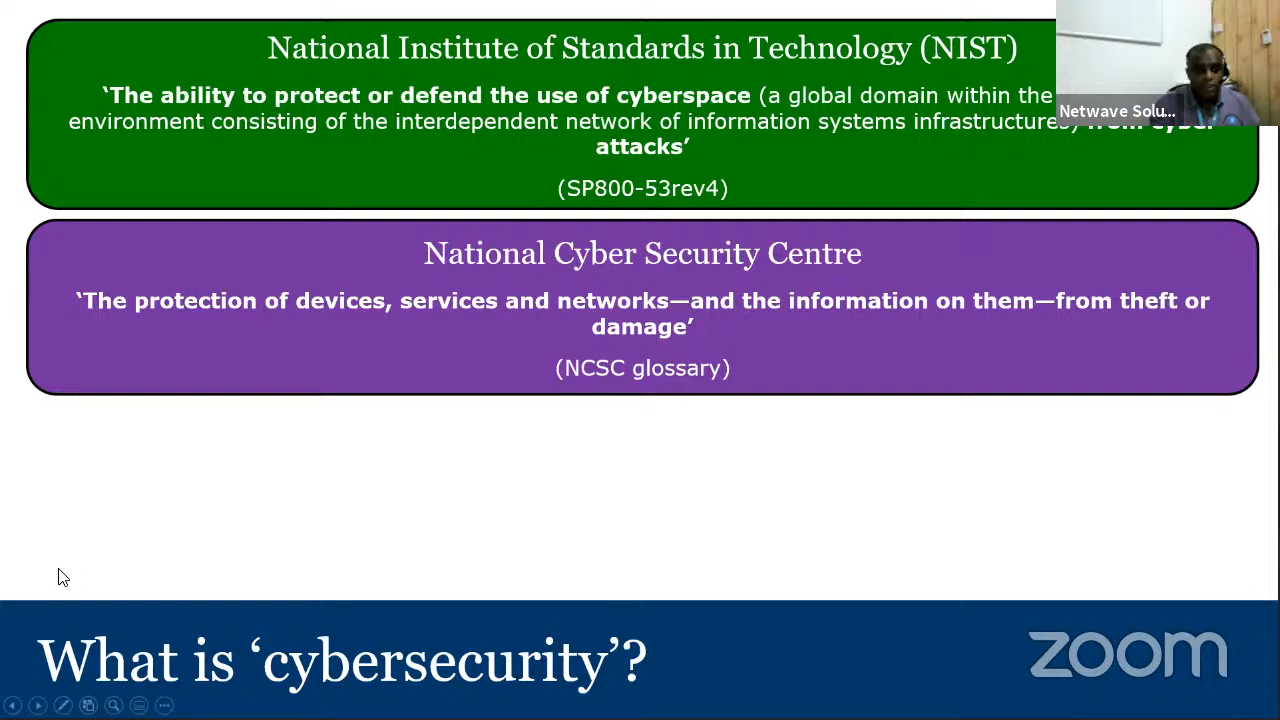 National Institute of Standards in Technology (NIST)
‘The ability to protect or defend the use of cyberspace (a global domain within the
environment consisting of the interdependent network of information systems infrastructures) from cyber
attacks’
(SP800-53rev4)
Netwave Solu...
National Cyber Security Centre
‘The protection of devices, services and networks—and the information on them—from theft or
damage’
(NCSC glossary)
What is ‘cybersecurity’?
zoom